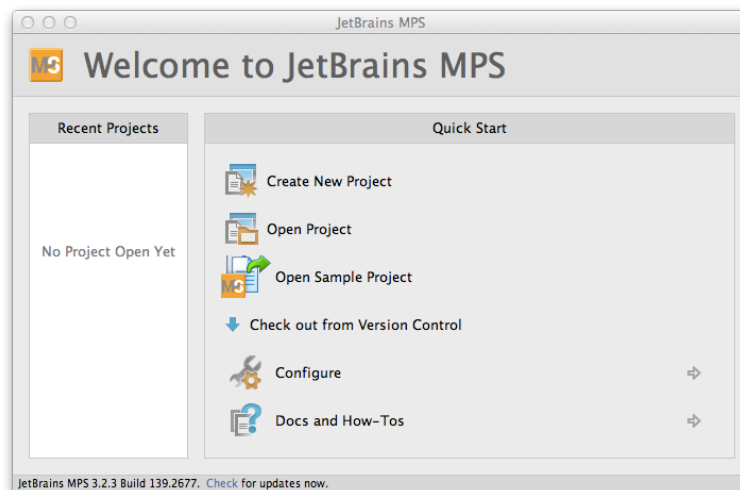 JetBrains MPS
MPS Welcome to JetBrains MPS
Recent Projects
No Project Open Yet
Quick Start
Create New Project
Open Project
MPS Open Sample Project
Check out from Version Control
Configure
Docs and How-Tos
JetBrains MPS 3.2.3 Build 139.2677. Check for updates now.